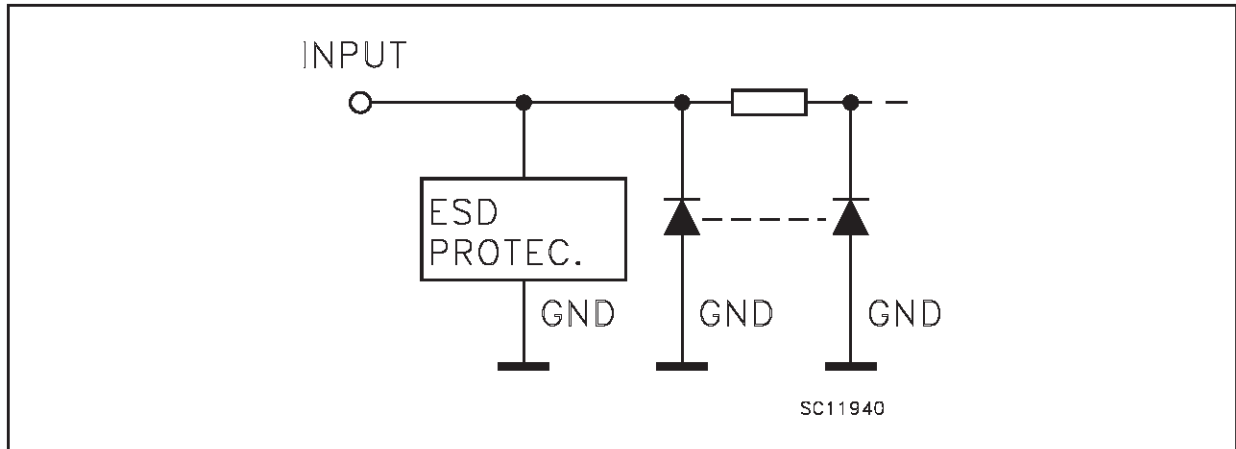 INPUT
ESD
PROTEC.
GND
GND
GND
SC11940